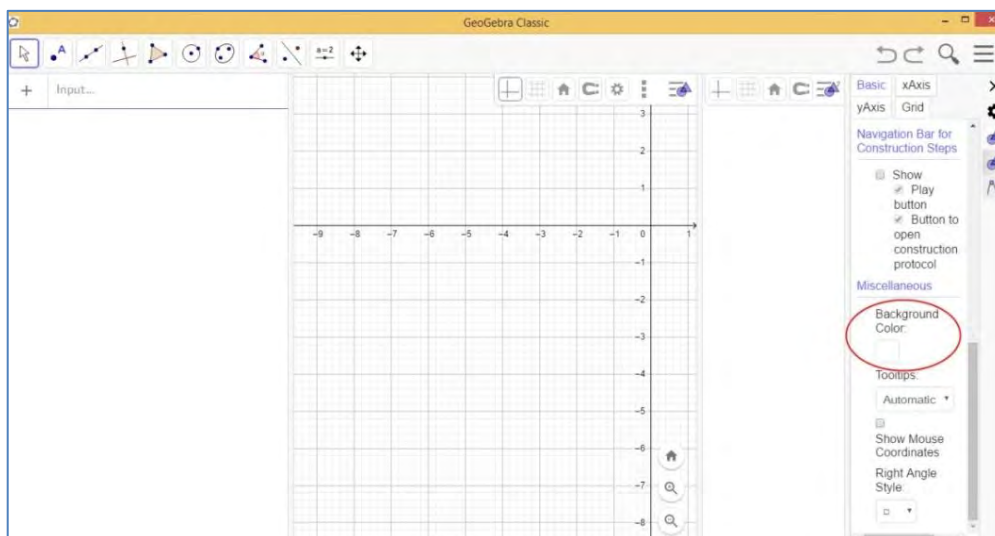 GeoGebra Classic
A
a=2
+ Input...
Basic xAxis
yAxis Grid
Navigation Bar for
Construction Steps
Show
Play
button
Button to
open
construction
protocol
Miscellaneous
Background
Color:
Tooltips:
Automatic
Show Mouse
Coordinates
Right Angle
Style:
3
2
1
-9 -8 -7 -6 -5 -4 -3 -2 -1 0 1
-1
-2
-3
-4
-5
-6
-7
-8